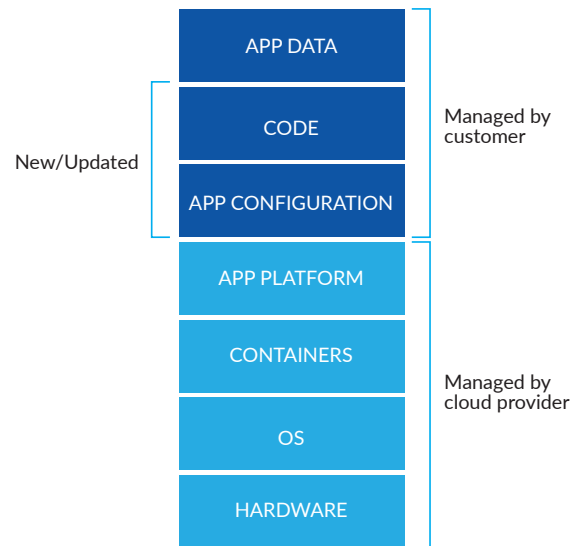 APP DATA
CODE
APP CONFIGURATION
APP PLATFORM
CONTAINERS
OS
HARDWARE
New/Updated
Managed by
customer
Managed by
cloud provider